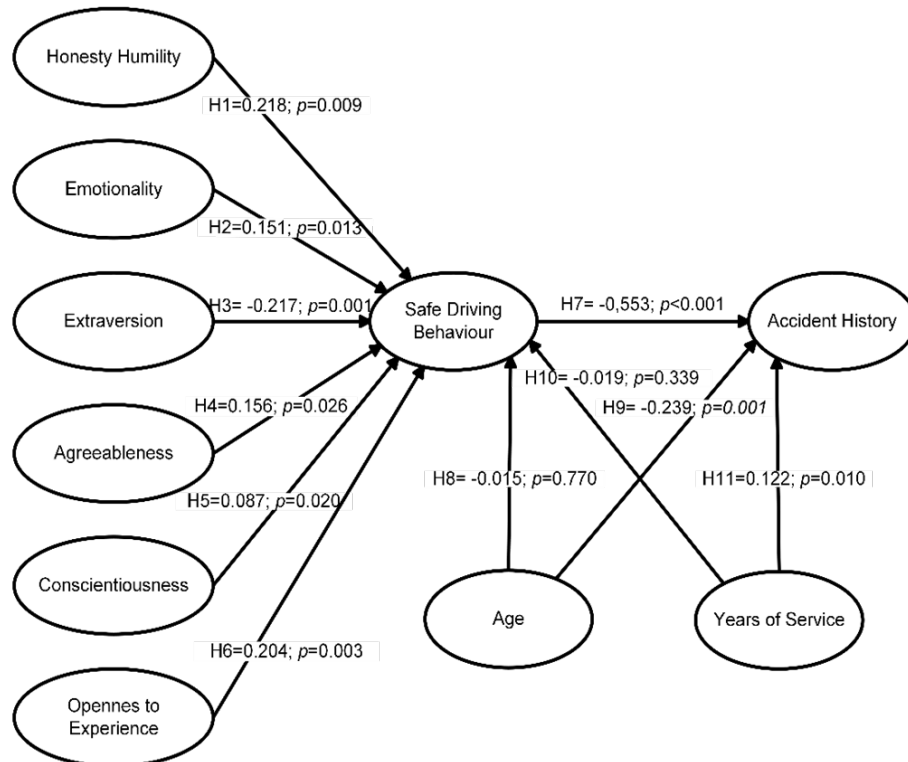 Honesty Humility
H1=0.218; p=0.009
Emotionality
H2=0.151; p=0.013
Extraversion
H3= -0.217; p=0.001
Safe Driving
Behaviour
H7= -0,553; p<0.001
Accident History
H10= -0.019; p=0.339
H4=0.156; p=0.026
H9= -0.239; p=0.001
Agreeableness
H8= -0.015; p=0.770
H11=0.122; p=0.010
H5=0.087; p=0.020
Conscientiousness
Age
Years of Service
H6=0.204; p=0.003
Opennes to
Experience